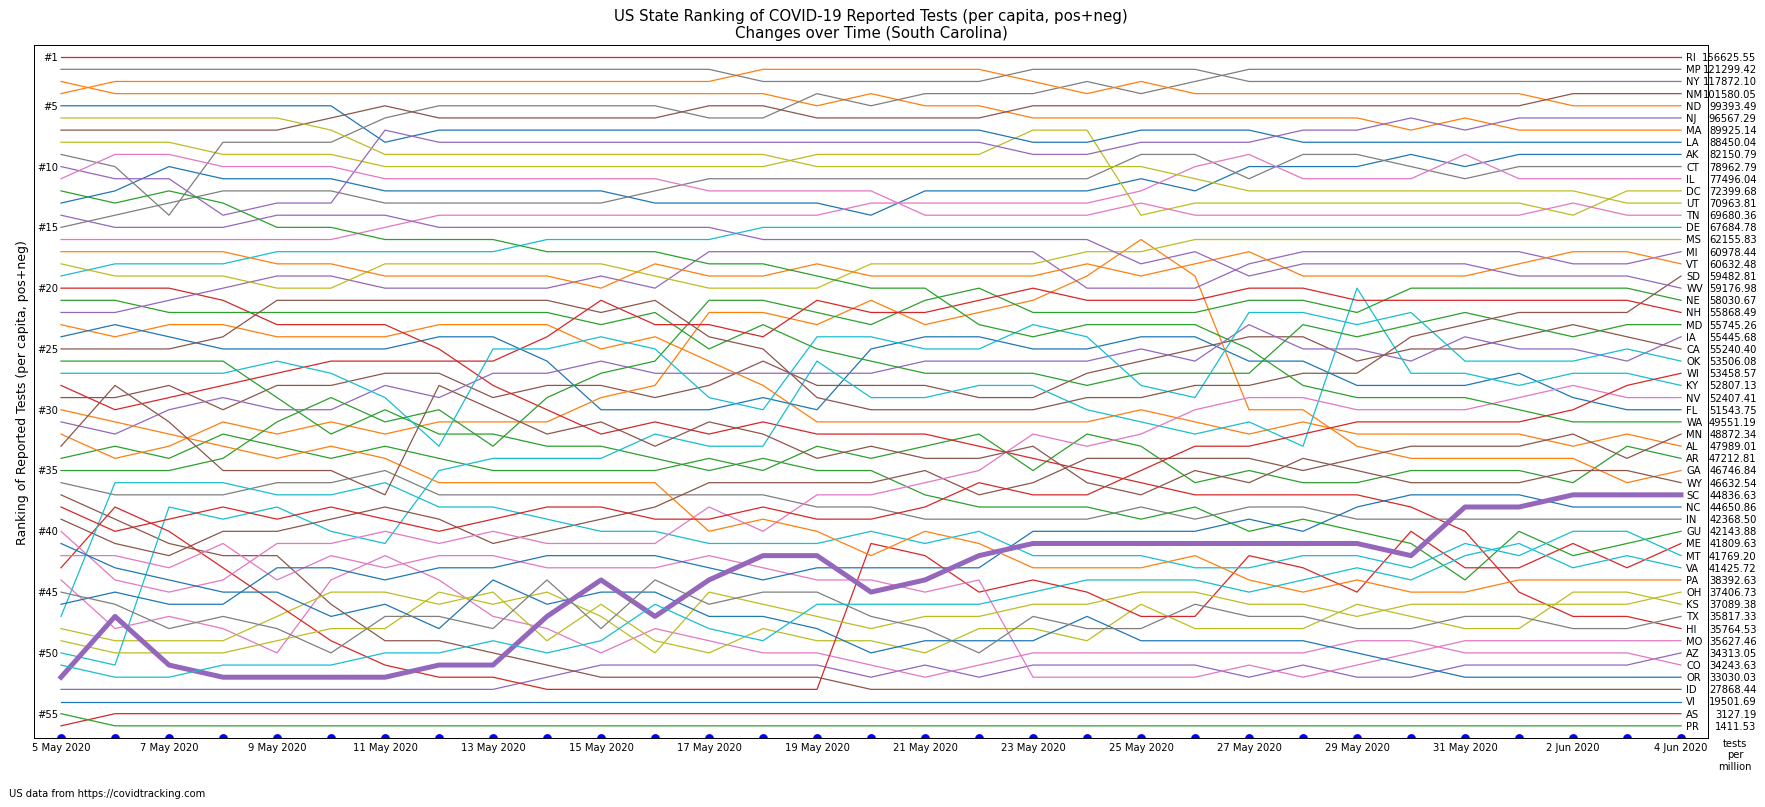 US State Ranking of COVID-19 Reported Tests (per capita, pos+neg)
Changes over Time (South Carolina)
Ranking of Reported Tests (per capita, pos+neg)
#1
#5
#10
#15
#20
#25
#30
#35
#40
#45
#50
#55
RI 156625.55
MP 121299.42
NY 117872.10
NM 101580.05
ND 99393.49
NJ 96567.29
MA 89925.14
LA 88450.04
AK 82150.79
CT 78962.79
IL 77496.04
DC 72399.68
UT 70963.81
TN 69680.36
DE 67684.78
MS 62155.83
MI 60978.44
VT 60632.48
SD 59482.81
WV 59176.98
NE 58030.67
NH 55868.49
MD 55745.26
IA 55445.68
CA 55240.40
OK 53506.08
WI 53458.57
KY 52807.13
NV 52407.41
FL 51543.75
WA 49551.19
MN 48872.34
AL 47989.01
AR 47212.81
GA 46746.84
WY 46632.54
SC 44836.63
NC 44650.86
IN 42368.50
GU 42143.88
ME 41809.63
MT 41769.20
VA 41425.72
PA 38392.63
OH 37406.73
KS 37089.38
TX 35817.33
HI 35764.53
MO 35627.46
AZ 34313.05
CO 34243.63
OR 33030.03
ID 27868.44
VI 19501.69
AS 3127.19
PR 1411.53
5 May 2020 7 May 2020 9 May 2020 11 May 2020 13 May 2020 15 May 2020 17 May 2020 19 May 2020 21 May 2020 23 May 2020 25 May 2020 27 May 2020 29 May 2020 31 May 2020 2 Jun 2020 4 Jun 2020
tests
per
million
US data from https://covidtracking.com